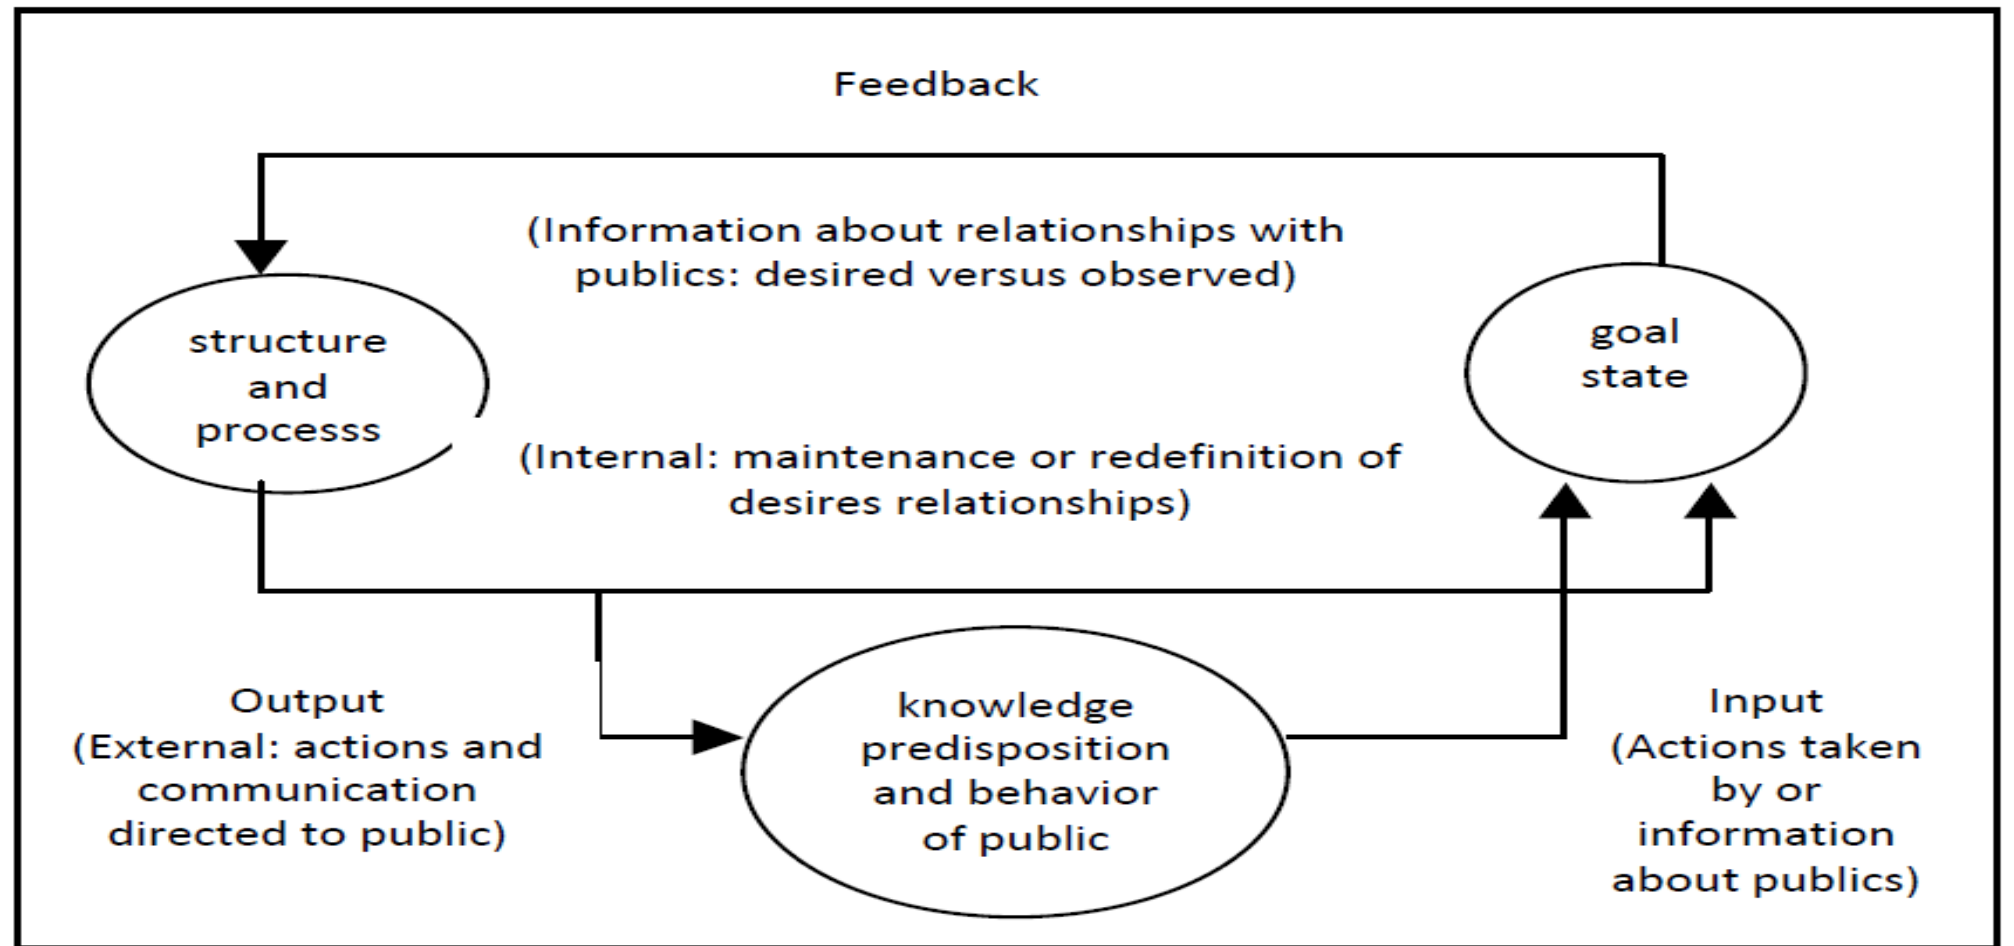 Feedback
(Information about relationships with
publics: desired versus observed)
structure
and
processs
goal
state
(Internal: maintenance or redefinition of
desires relationships)
Output
(External: actions and
communication
directed to public)
knowledge
predisposition
and behavior
of public
Input
(Actions taken
by or
information
about publics)